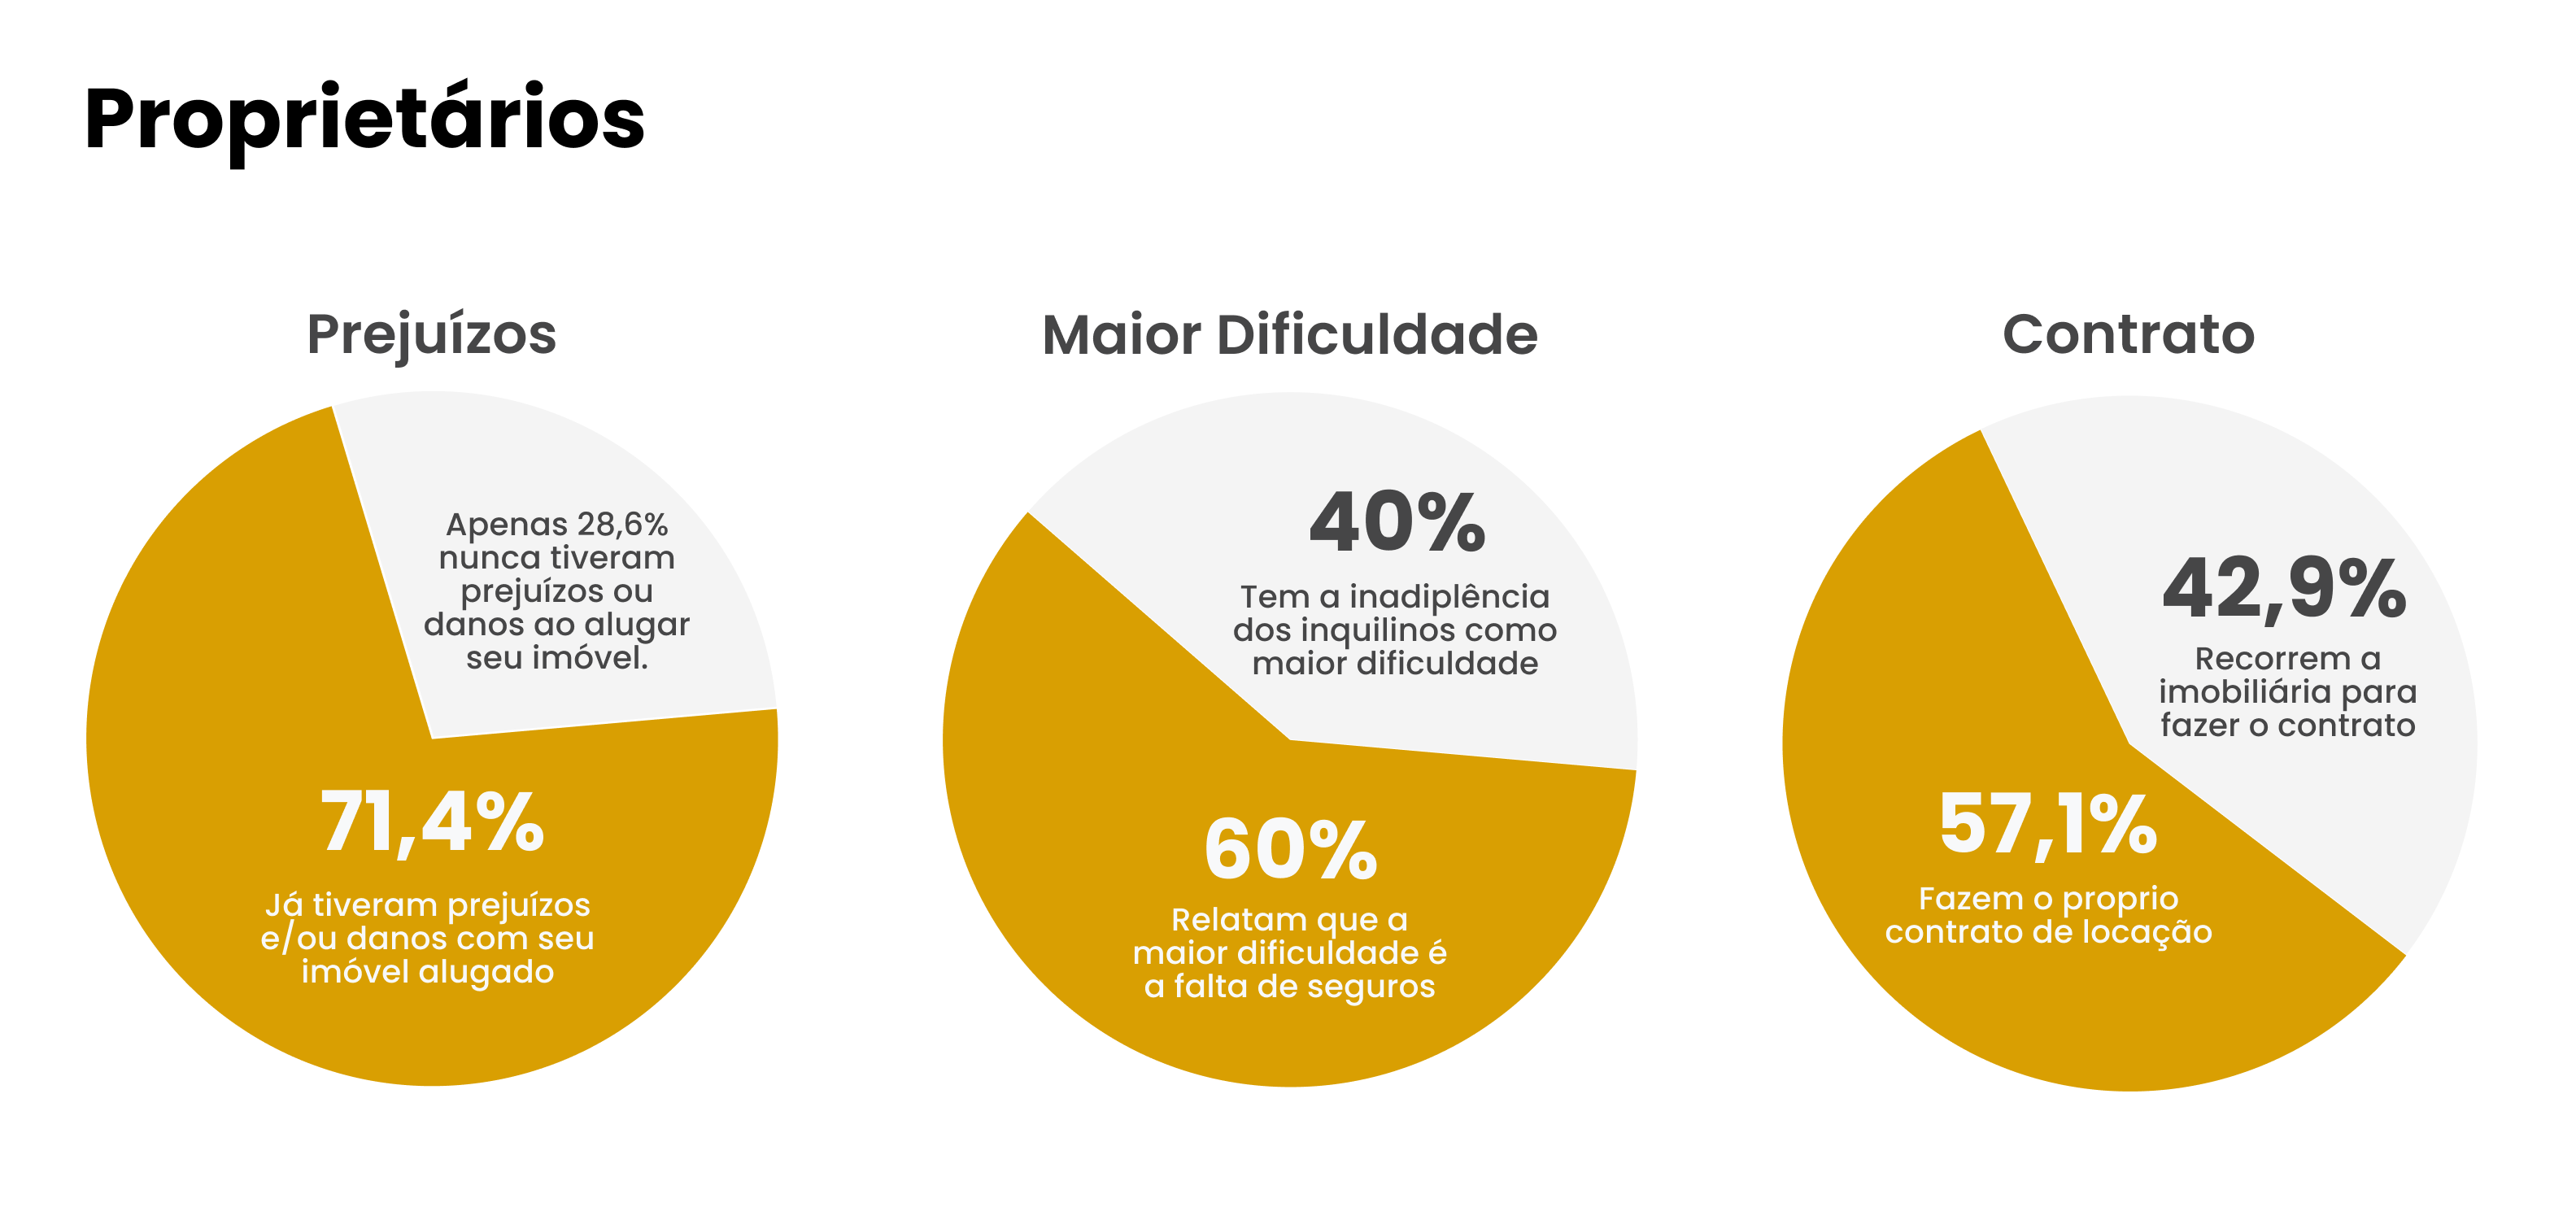 Proprietários
Prejuízos
Apenas 28,6%
nunca tiveram
prejuízos ou
danos ao alugar
seu imóvel.
71,4%
Já tiveram prejuízos
e/ou danos com seu
imóvel alugado
Maior Dificuldade
40%
Tem a inadiplência
dos inquilinos como
maior dificuldade
60%
Relatam que a
maior dificuldade é
a falta de seguros
Contrato
42,9%
Recorrem a
imobiliária para
fazer o contrato
57,1%
Fazem o proprio
contrato de locação